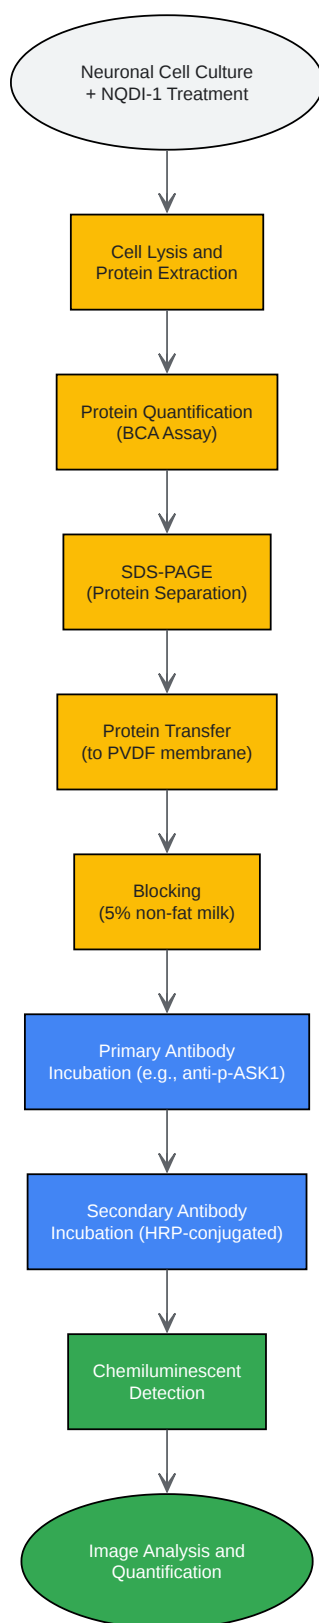 Neuronal Cell Culture
+ NQDI-1 Treatment
Cell Lysis and
Protein Extraction
Protein Quantification
(BCA Assay)
SDS-PAGE
(Protein Separation)
Protein Transfer
(to PVDF membrane)
Blocking
(5% non-fat milk)
Primary Antibody
Incubation (e.g., anti-p-ASK1)
Secondary Antibody
Incubation (HRP-conjugated)
Chemiluminescent
Detection
Image Analysis and
Quantification